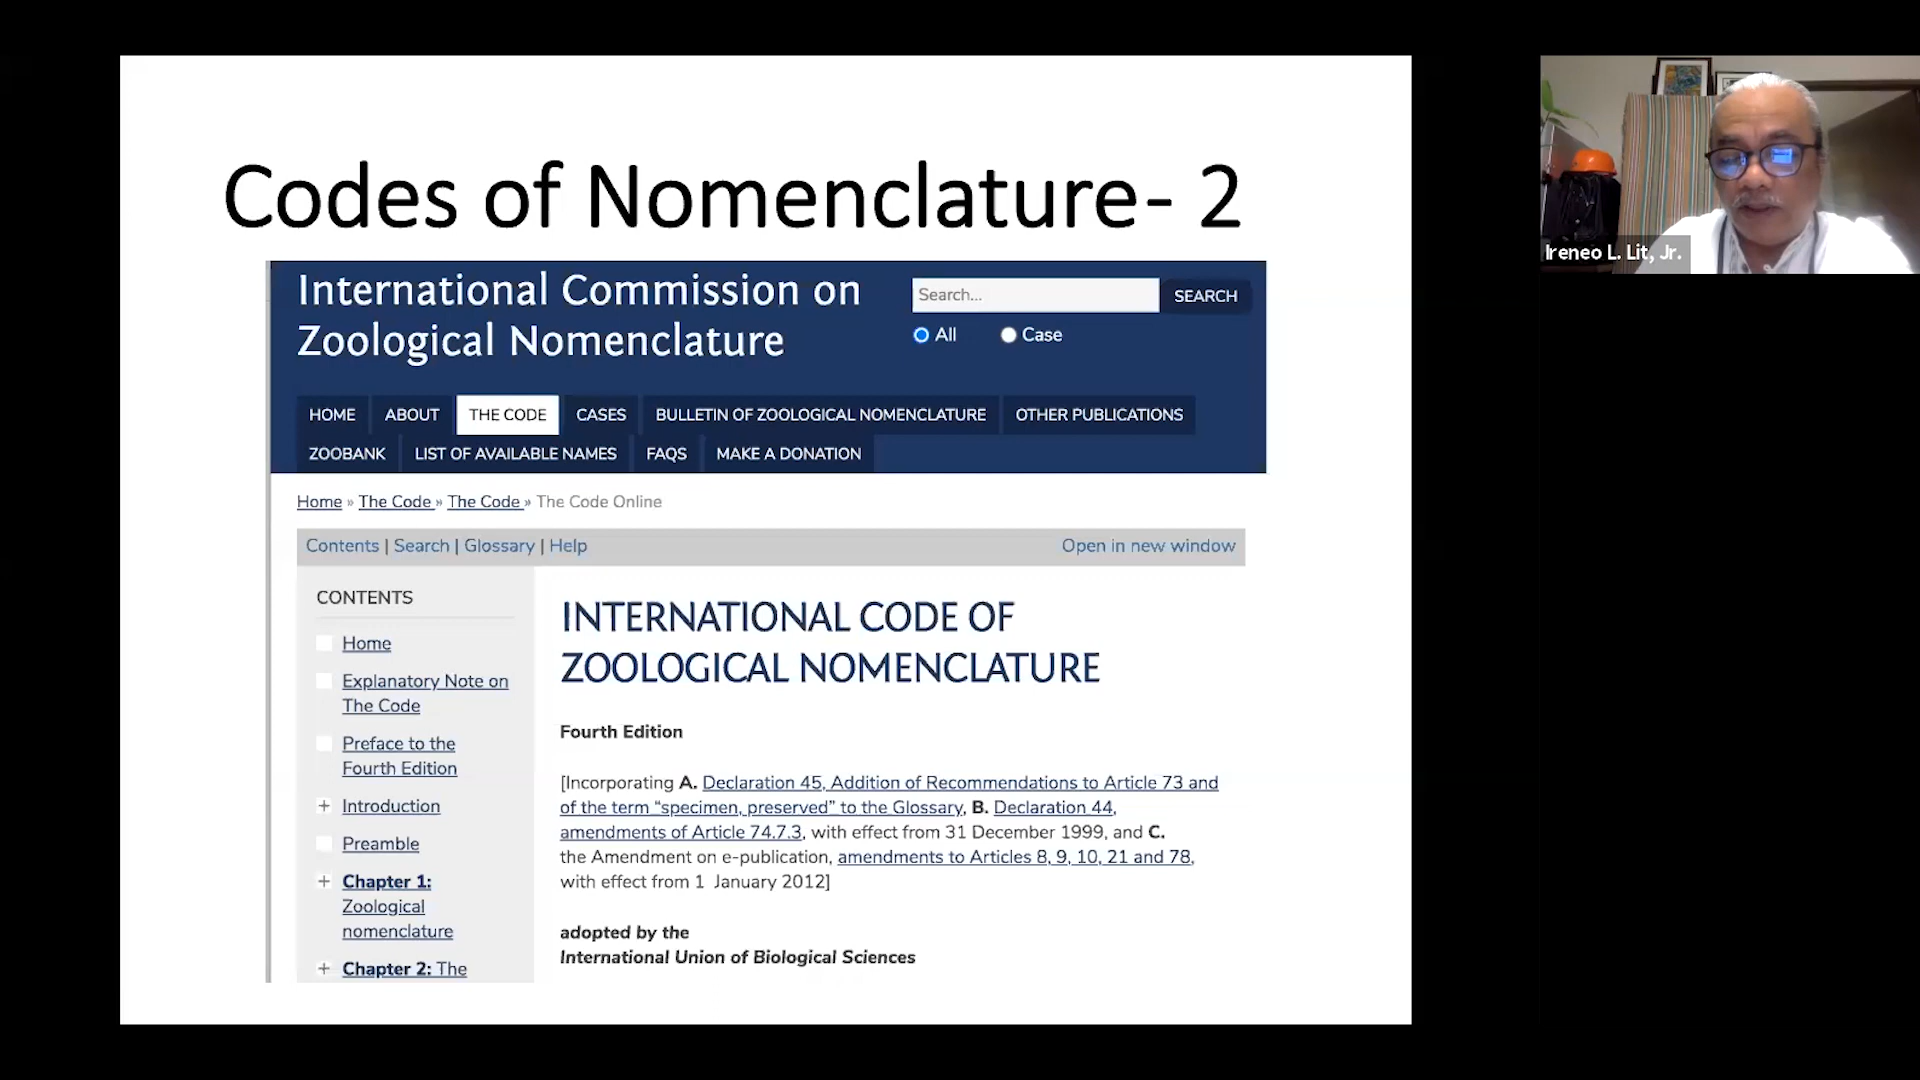 Codes of Nomenclature- 2
International Commission on
Zoological Nomenclature
Search...
SEARCH
All
Case
HOME
ABOUT
THE CODE
CASES
BULLETIN OF ZOOLOGICAL NOMENCLATURE
OTHER PUBLICATIONS
ZOOBANK
LIST OF AVAILABLE NAMES
FAQS
MAKE A DONATION
Home » The Code » The Code » The Code Online
Contents | Search | Glossary | Help
Open in new window
CONTENTS
Home
Explanatory Note on
The Code
Preface to the
Fourth Edition
+ Introduction
Preamble
+ Chapter 1:
Zoological
nomenclature
+ Chapter 2: The
INTERNATIONAL CODE OF
ZOOLOGICAL NOMENCLATURE
Fourth Edition
[Incorporating A. Declaration 45, Addition of Recommendations to Article 73 and
of the term “specimen, preserved” to the Glossary, B. Declaration 44,
amendments of Article 74.7.3, with effect from 31 December 1999, and C.
the Amendment on e-publication, amendments to Articles 8, 9, 10, 21 and 78,
with effect from 1 January 2012]
adopted by the
International Union of Biological Sciences
Ireneo L. Lit, Jr.